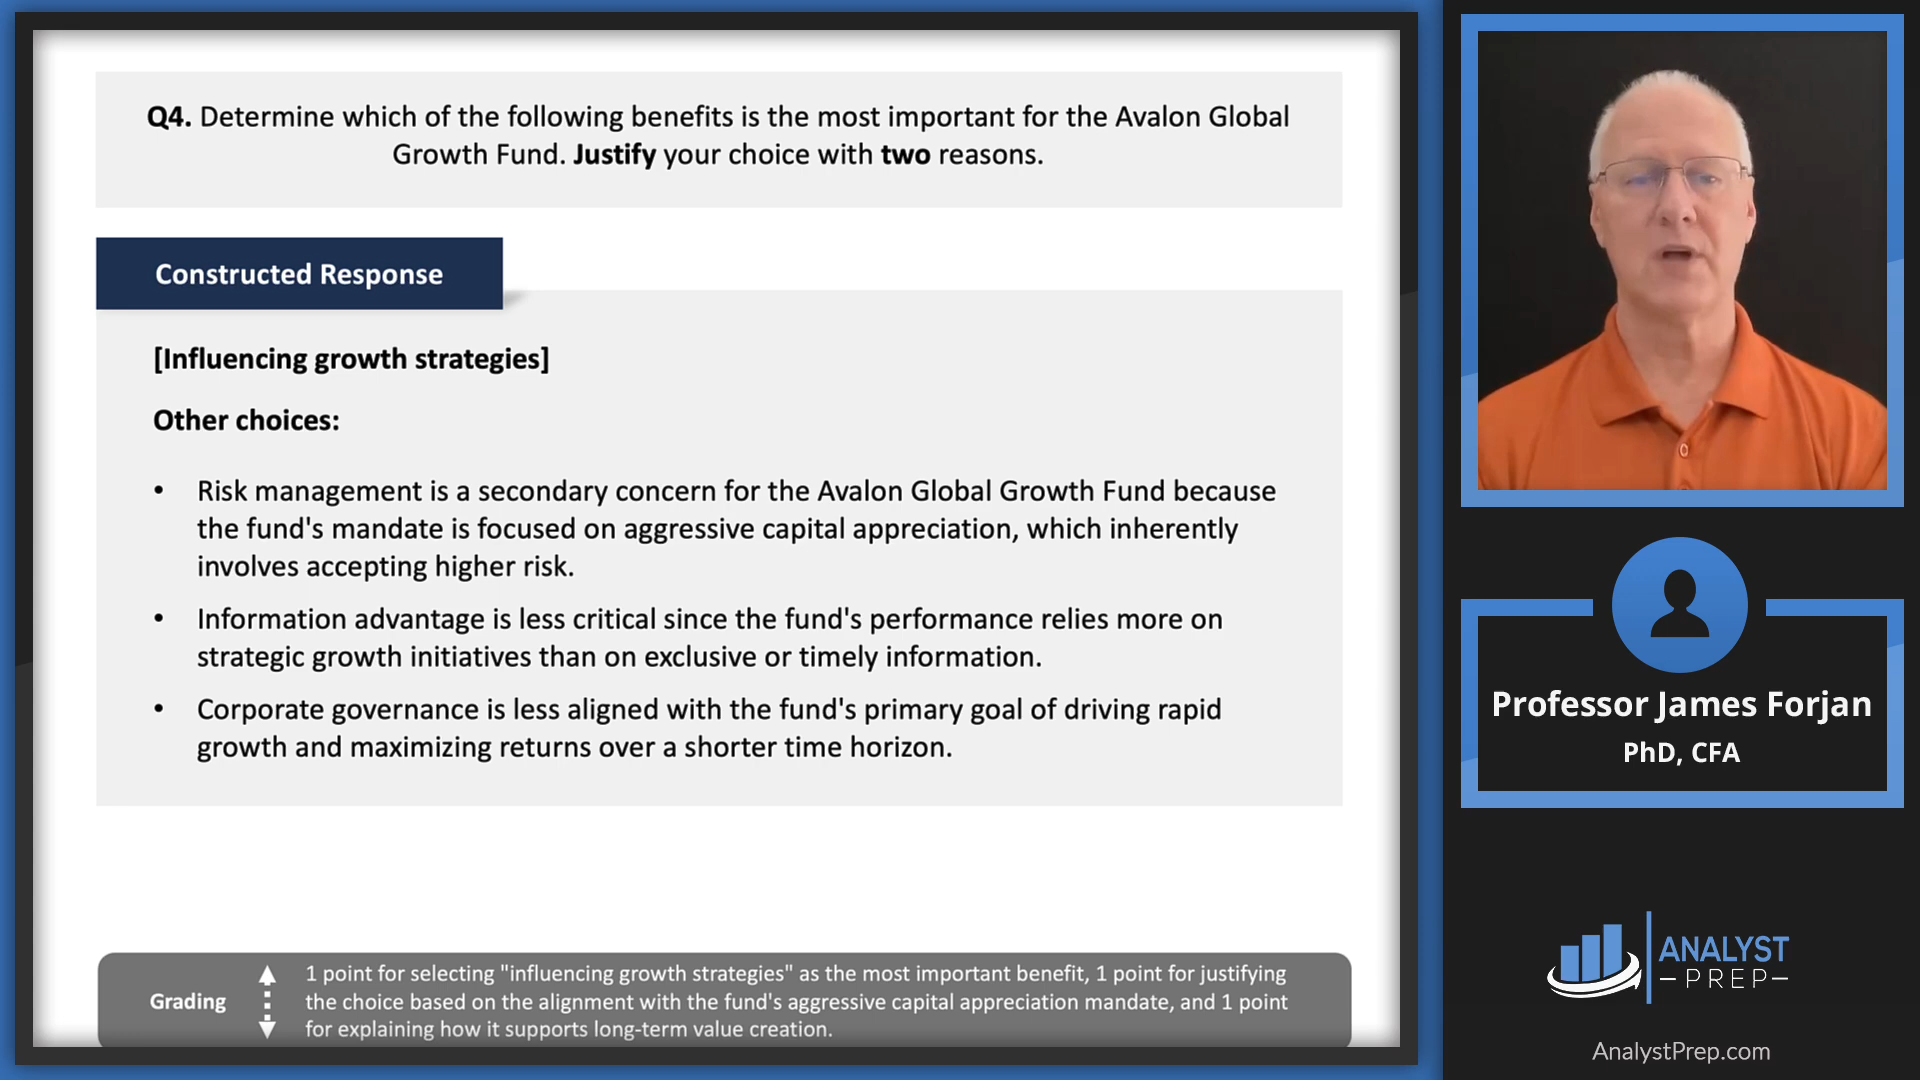 Q4. Determine which of the following benefits is the most important for the Avalon Global
Growth Fund. Justify your choice with two reasons.
Constructed Response
[Influencing growth strategies]
Other choices:
• Risk management is a secondary concern for the Avalon Global Growth Fund because
the fund's mandate is focused on aggressive capital appreciation, which inherently
involves accepting higher risk.
• Information advantage is less critical since the fund's performance relies more on
strategic growth initiatives than on exclusive or timely information.
• Corporate governance is less aligned with the fund's primary goal of driving rapid
growth and maximizing returns over a shorter time horizon.
Grading
1 point for selecting "influencing growth strategies" as the most important benefit, 1 point for justifying
the choice based on the alignment with the fund's aggressive capital appreciation mandate, and 1 point
for explaining how it supports long-term value creation.
Professor James Forjan
PhD, CFA
ANALYST
PREP
AnalystPrep.com